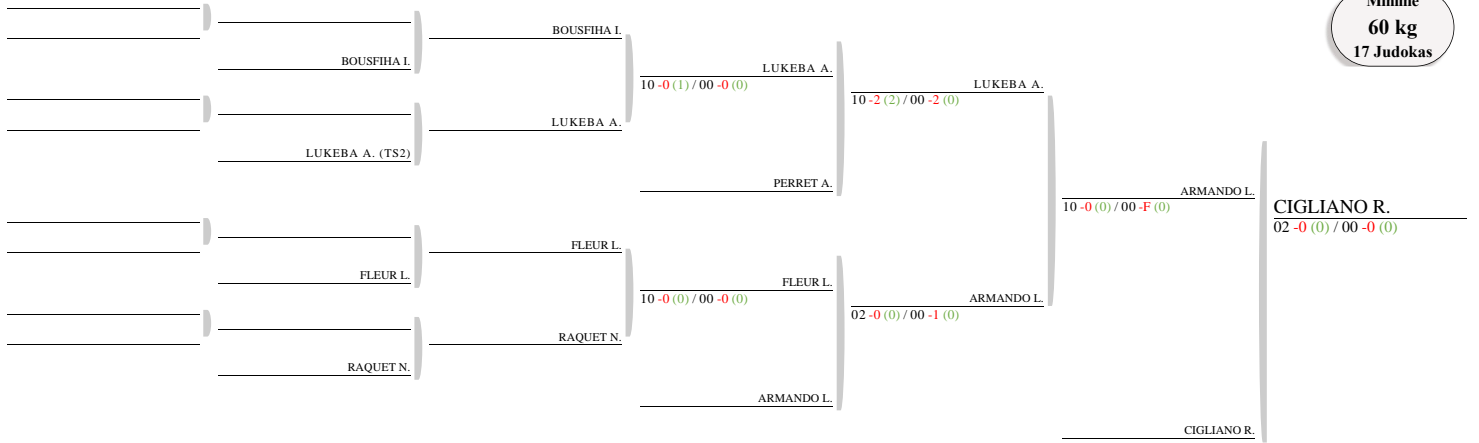 Minime
60 kg
17 Judokas
BOUSFIHA I.
BOUSFIHA I.
LUKEBA A.
10 -0 (1) / 00 -0 (0)
LUKEBA A.
10 -2 (2) / 00 -2 (0)
LUKEBA A.
LUKEBA A. (TS2)
PERRET A.
ARMANDO L.
10 -0 (0) / 00 -F (0)
CIGLIANO R.
02 -0 (0) / 00 -0 (0)
FLEUR L.
FLEUR L.
FLEUR L.
10 -0 (0) / 00 -0 (0)
ARMANDO L.
02 -0 (0) / 00 -1 (0)
RAQUET N.
RAQUET N.
ARMANDO L.
CIGLIANO R.